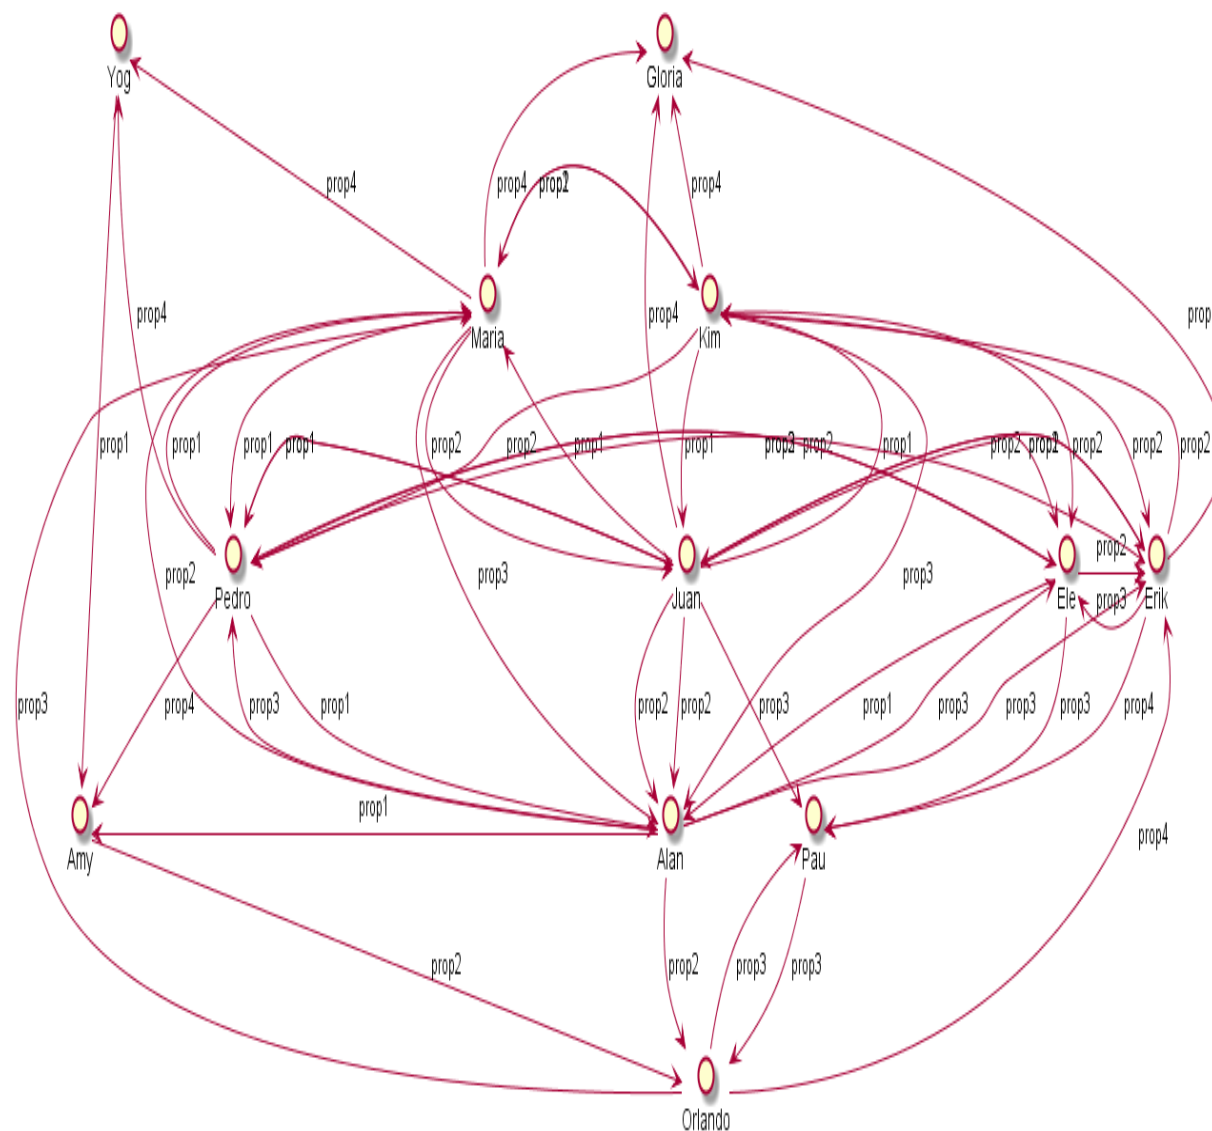 Yog Gloria
prop4 prop4 prop2 prop4
prop4 prop4 prop
Maria Kim
prop1 prop1 prop1 prop1 prop2 prop2 prop1 prop1 prop2 prop1 prop2 prop2 prop2 prop2 prop2
prop2
prop2 prop3 prop3
Pedro Juan Ele prop3 Erik
prop3 prop4 prop3 prop1 prop2 prop2 prop3 prop1 prop3 prop3 prop3 prop4
prop1
prop4
Amy Alan Pau
prop2 prop2 prop3 prop3
Orlando